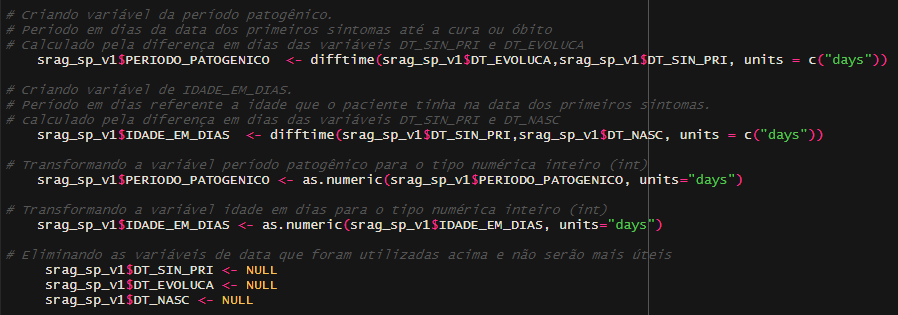 # Criando variável da período patogênico.
# Periodo em dias da data dos primeiros sintomas até a cura ou óbito
# Calculado pela diferença em dias das variáveis DT_SIN_PRI e DT_EVOLUCA
srag_sp_v1$PERIODO_PATOGENICO <- difftime(srag_sp_v1$DT_EVOLUCA,srag_sp_v1$DT_SIN_PRI, units = c("days"))
# Criando variável de IDADE_EM_DIAS.
# Período em dias referente a idade que o paciente tinha na data dos primeiros sintomas.
# calculado pela diferença em dias das variáveis DT_SIN_PRI e DT_NASC
srag_sp_v1$IDADE_EM_DIAS <- difftime(srag_sp_v1$DT_SIN_PRI,srag_sp_v1$DT_NASC, units = c("days"))
# Transformando a variável período patogênico para o tipo numérica inteiro (int)
srag_sp_v1$PERIODO_PATOGENICO <- as.numeric(srag_sp_v1$PERIODO_PATOGENICO, units="days")
# Transformando a variável idade em dias para o tipo numérica inteiro (int)
srag_sp_v1$IDADE_EM_DIAS <- as.numeric(srag_sp_v1$IDADE_EM_DIAS, units="days")
# Eliminando as variáveis de data que foram utilizadas acima e não serão mais úteis
srag_sp_v1$DT_SIN_PRI <- NULL
srag_sp_v1$DT_EVOLUCA <- NULL
srag_sp_v1$DT_NASC <- NULL